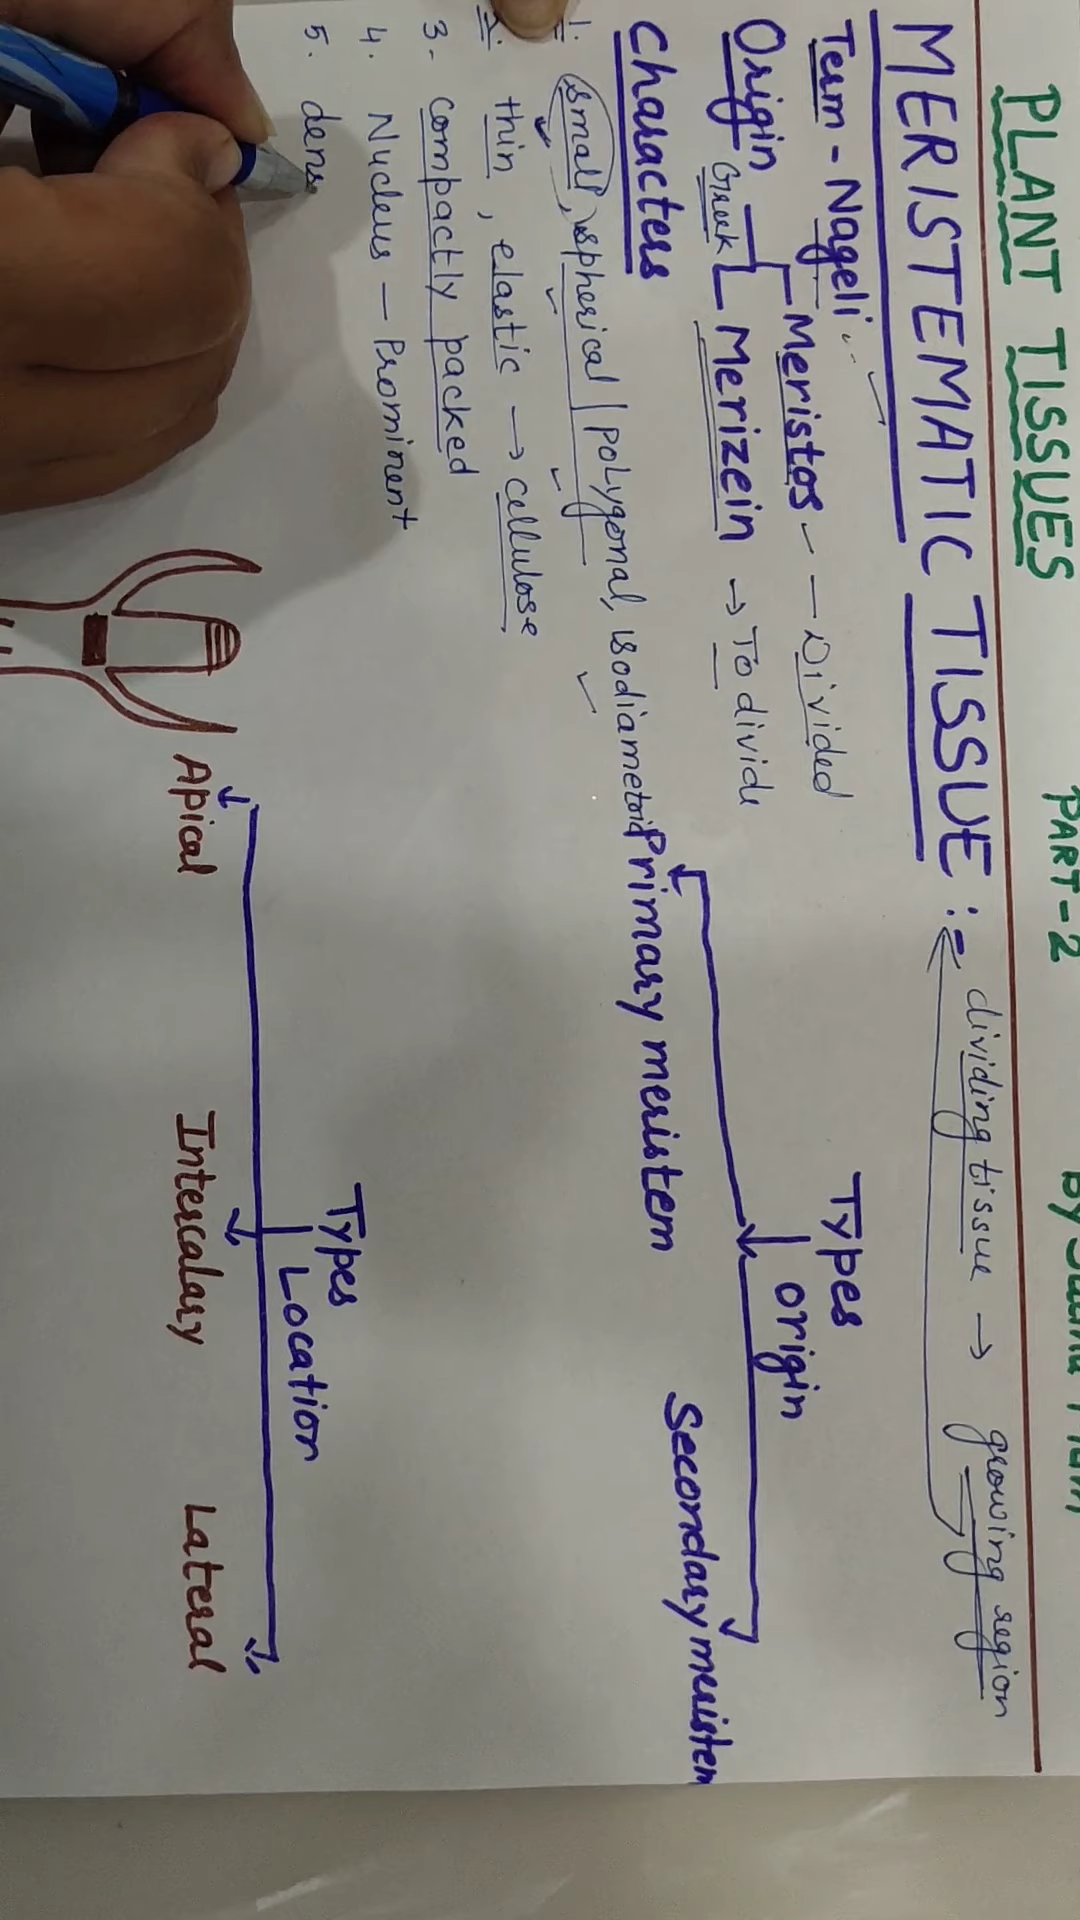 PLANT TISSUES PART-2 By
MERISTEMATIC TISSUE := dividing tissue → growing region
Term - Nageli
Origin Meristos - Divided
Greek Merizein → To divide
Characters
1. small, spherical / polygonal, isodiametric
2. thin, elastic → cellulose
3. compactly packed
4. Nucleus - Prominent
5. dens
Types
origin
Primary meristem Secondary meristem
Types
Location
Apical Intercalary Lateral